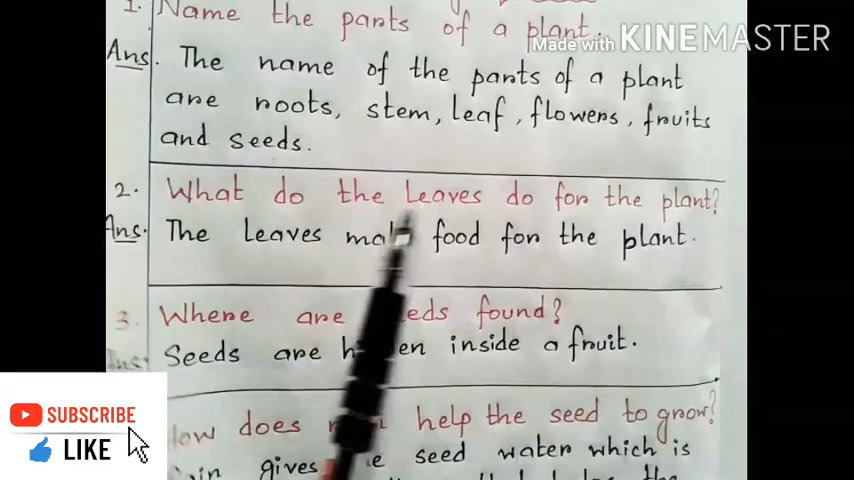 1. Name the parts of a plant.
Made with KINEMASTER
Ans. The name of the parts of a plant
are roots, stem, leaf, flowers, fruits
and seeds.
2. What do the Leaves do for the plant?
Ans. The Leaves food for the plant.
3. Where are found?
Ans. Seeds are inside a fruit.
SUBSCRIBE
LIKE
does help the seed to grow?
gives seed water which is
the